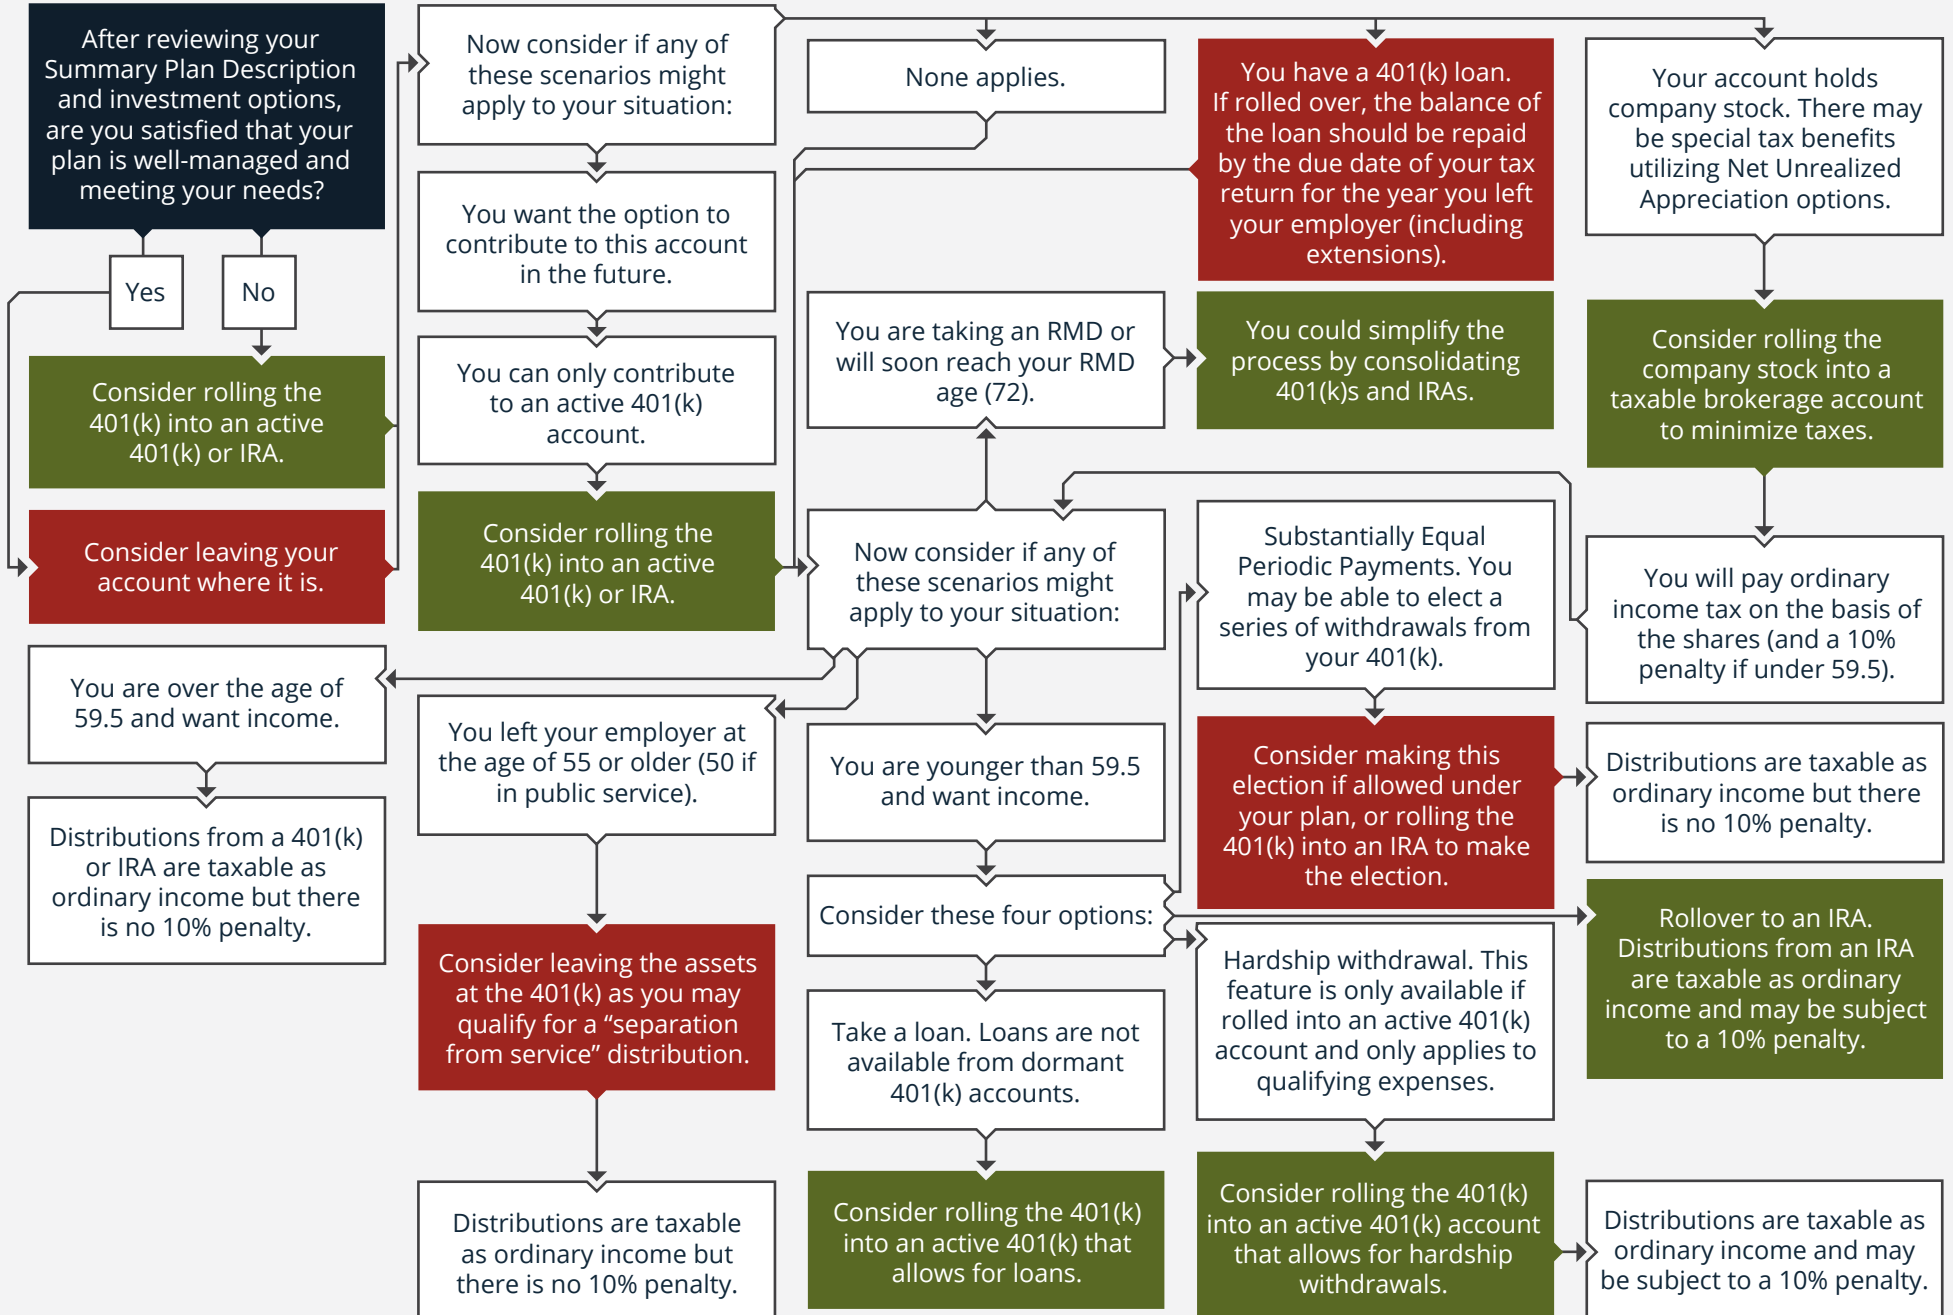 After reviewing your
Summary Plan Description
and investment options,
are you satisfied that your
plan is well-managed and
meeting your needs?
Yes
No
Consider rolling the
401(k) into an active
401(k) or IRA.
Consider leaving your
account where it is.
Now consider if any of
these scenarios might
apply to your situation:
You want the option to
contribute to this account
in the future.
You can only contribute
to an active 401(k)
account.
Consider rolling the
401(k) into an active
401(k) or IRA.
None applies.
You have a 401(k) loan.
If rolled over, the balance of
the loan should be repaid
by the due date of your tax
return for the year you left
your employer (including
extensions).
Your account holds
company stock. There may
be special tax benefits
utilizing Net Unrealized
Appreciation options.
Consider rolling the
company stock into a
taxable brokerage account
to minimize taxes.
You will pay ordinary
income tax on the basis of
the shares (and a 10%
penalty if under 59.5).
Now consider if any of
these scenarios might
apply to your situation:
You are taking an RMD or
will soon reach your RMD
age (72).
You could simplify the
process by consolidating
401(k)s and IRAs.
You are over the age of
59.5 and want income.
Distributions from a 401(k)
or IRA are taxable as
ordinary income but there
is no 10% penalty.
You left your employer at
the age of 55 or older (50 if
in public service).
Consider leaving the assets
at the 401(k) as you may
qualify for a “separation
from service” distribution.
Distributions are taxable
as ordinary income but
there is no 10% penalty.
You are younger than 59.5
and want income.
Consider these four options:
Substantially Equal
Periodic Payments. You
may be able to elect a
series of withdrawals from
your 401(k).
Consider making this
election if allowed under
your plan, or rolling the
401(k) into an IRA to make
the election.
Distributions are taxable as
ordinary income but there
is no 10% penalty.
Rollover to an IRA.
Distributions from an IRA
are taxable as ordinary
income and may be subject
to a 10% penalty.
Hardship withdrawal. This
feature is only available if
rolled into an active 401(k)
account and only applies to
qualifying expenses.
Consider rolling the 401(k)
into an active 401(k) account
that allows for hardship
withdrawals.
Distributions are taxable as
ordinary income and may
be subject to a 10% penalty.
Take a loan. Loans are not
available from dormant
401(k) accounts.
Consider rolling the 401(k)
into an active 401(k) that
allows for loans.